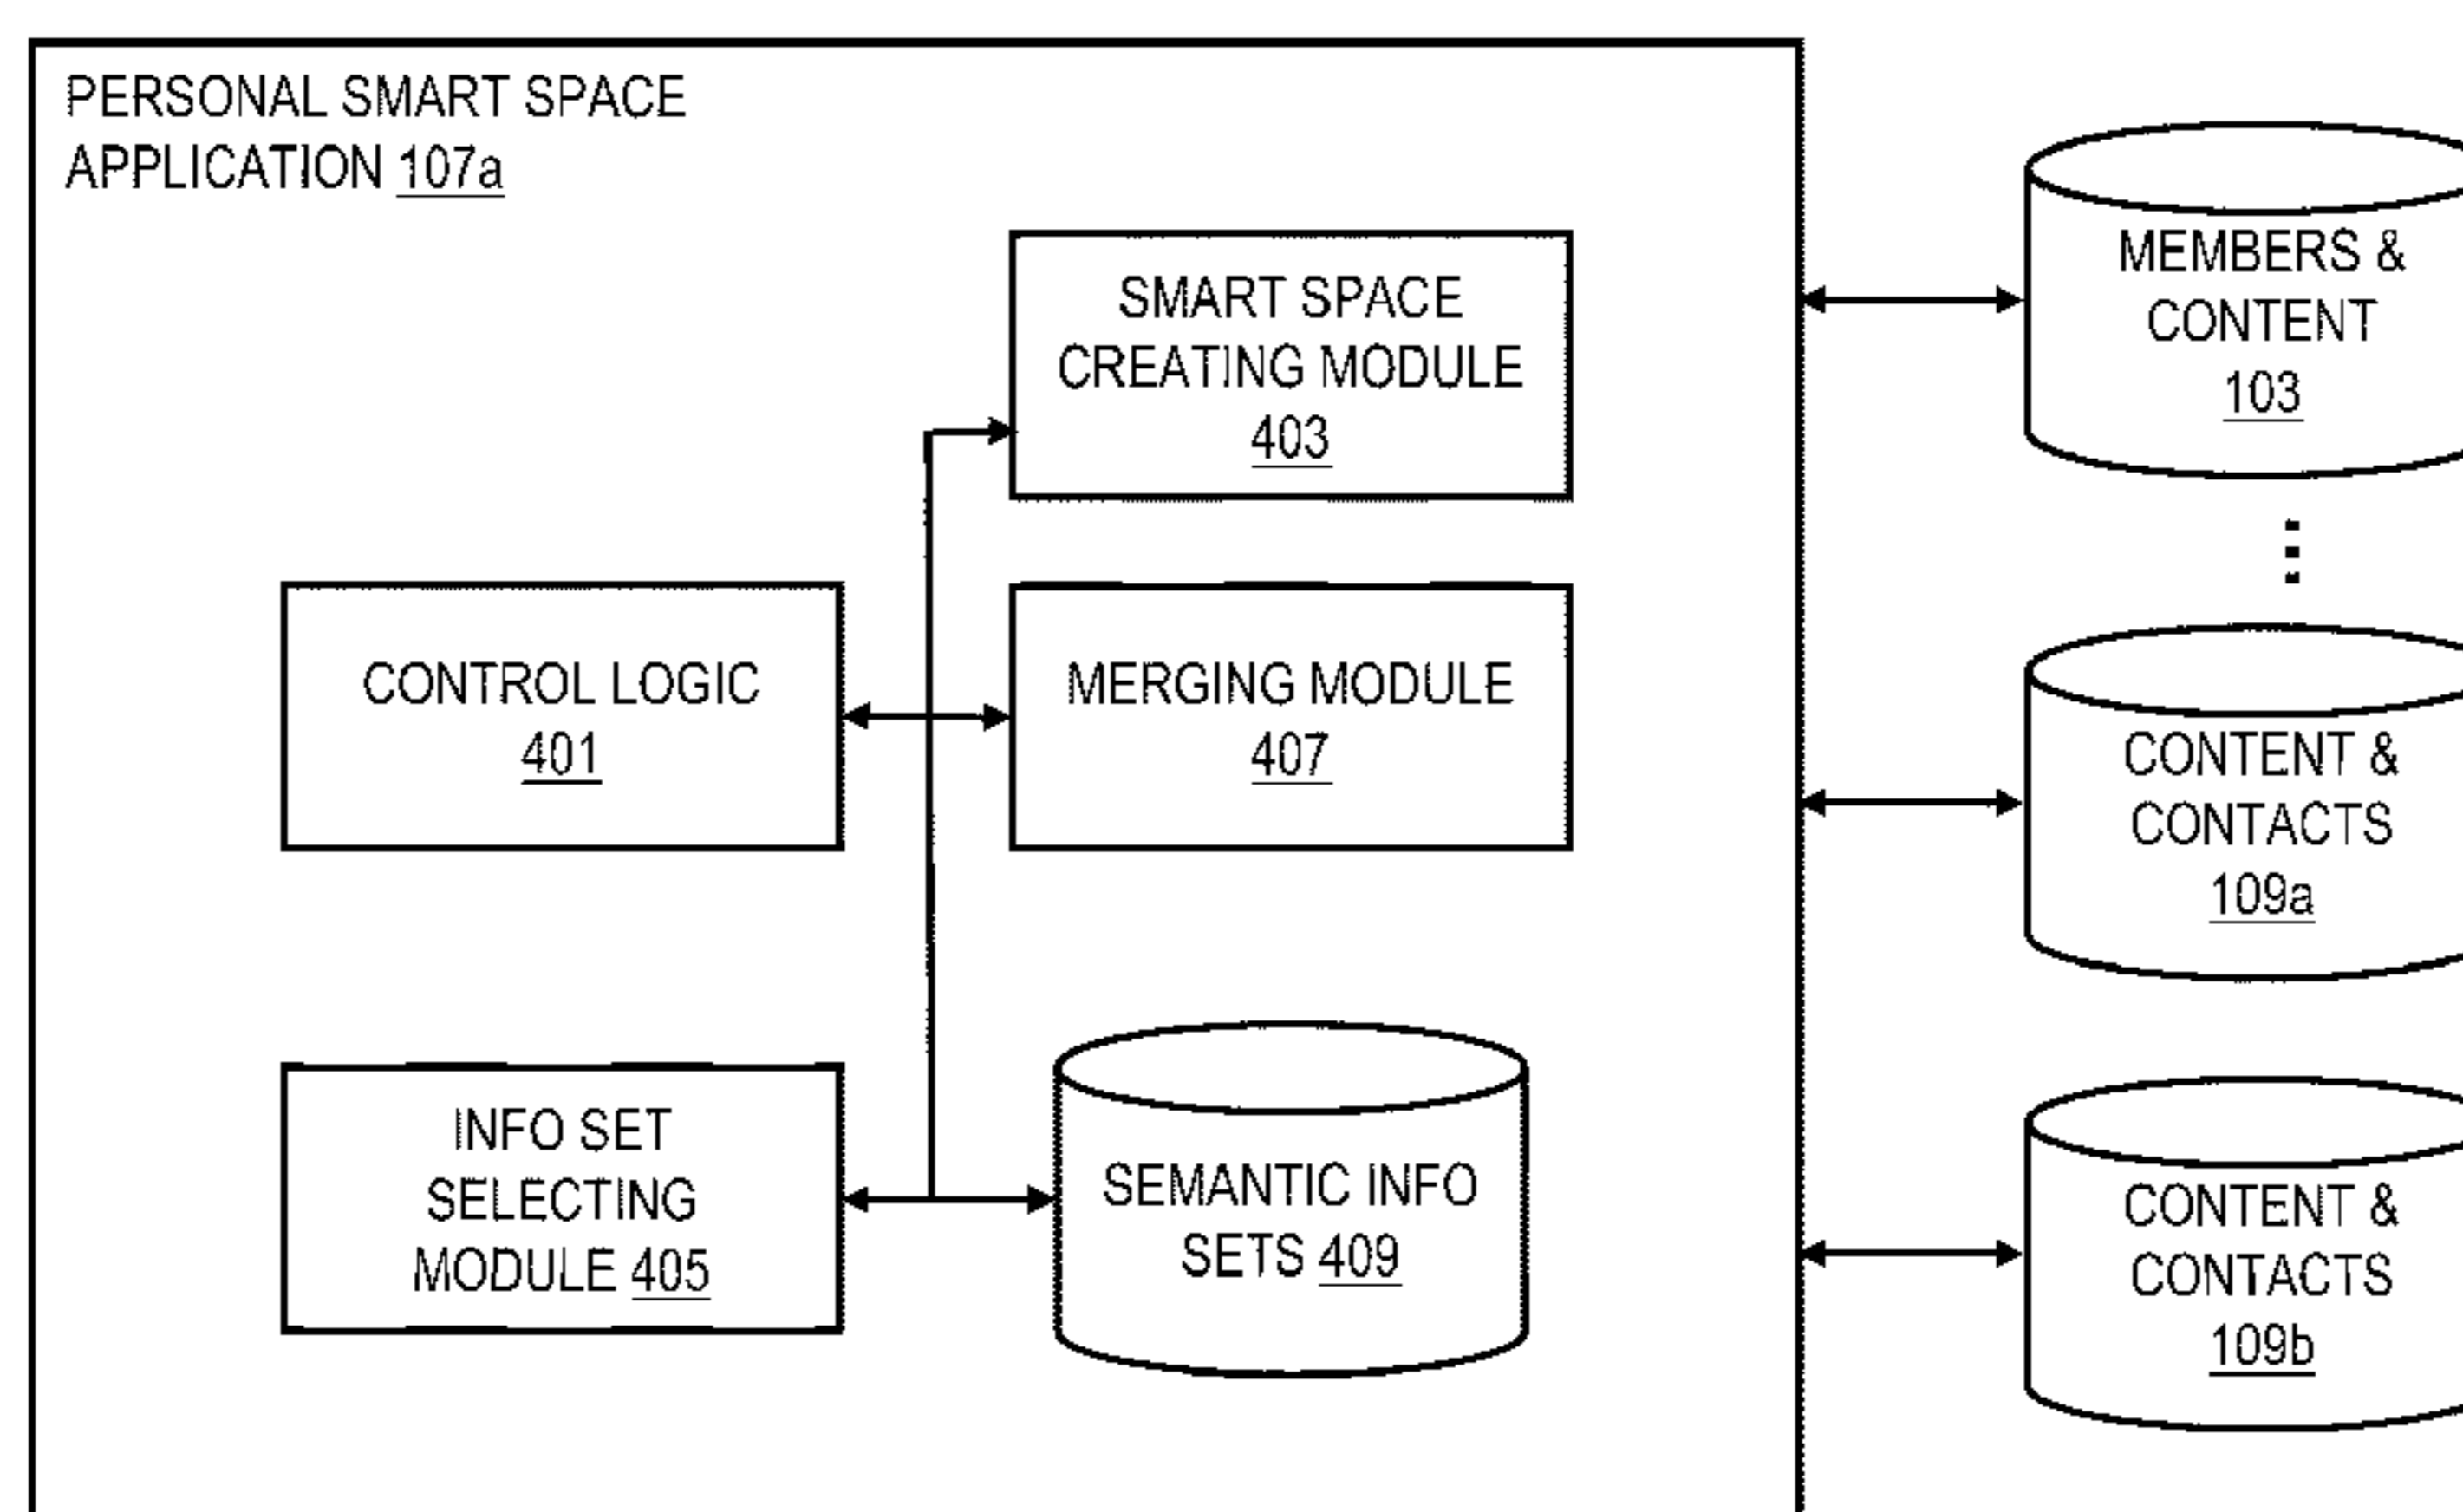 PERSONAL SMART SPACE
APPLICATION 107a
SMART SPACE
CREATING MODULE
403
CONTROL LOGIC
401
MERGING MODULE
407
INFO SET
SELECTING
MODULE 405
SEMANTIC INFO
SETS 409
MEMBERS &
CONTENT
103
CONTENT &
CONTACTS
109a
CONTENT &
CONTACTS
109b